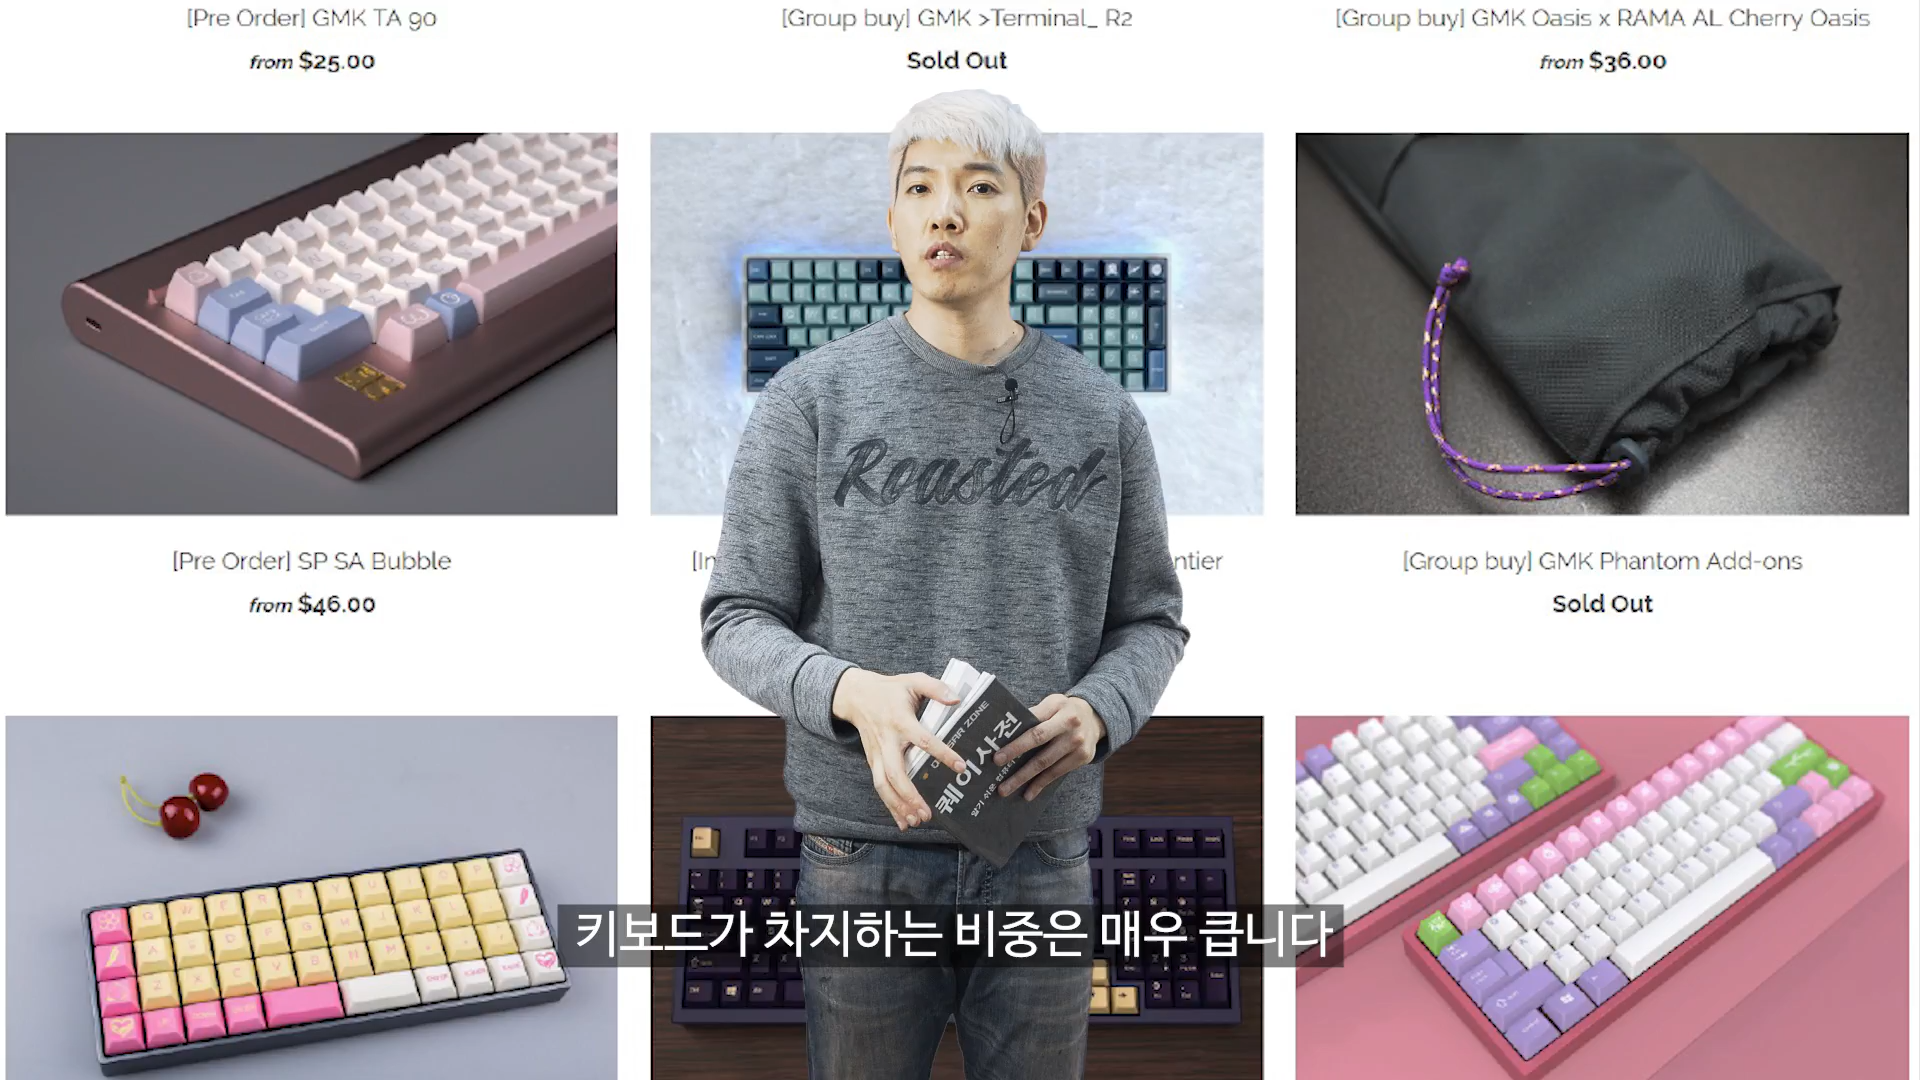 [Pre Order] GMK TA 90
from $25.00
[Group buy] GMK >Terminal_ R2
Sold Out
[Group buy] GMK Oasis x RAMA AL Cherry Oasis
from $36.00
Roasted
[Pre Order] SP SA Bubble
from $46.00
[Group buy] GMK Phantom Add-ons
Sold Out
ZONE
퀘이사전
키보드가 차지하는 비중은 매우 큽니다